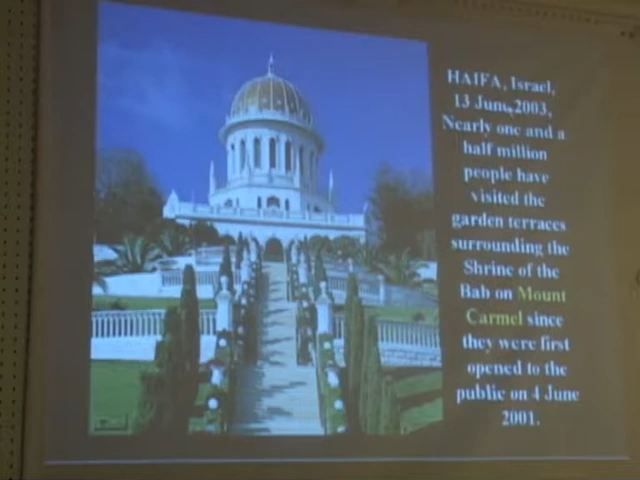 HAIFA, Israel,
13 June,2003,
Nearly one and a
half million
people have
visited the
garden terraces
surrounding the
Shrine of the
Bab on Mount
Carmel since
they were first
opened to the
public on 4 June
2001.